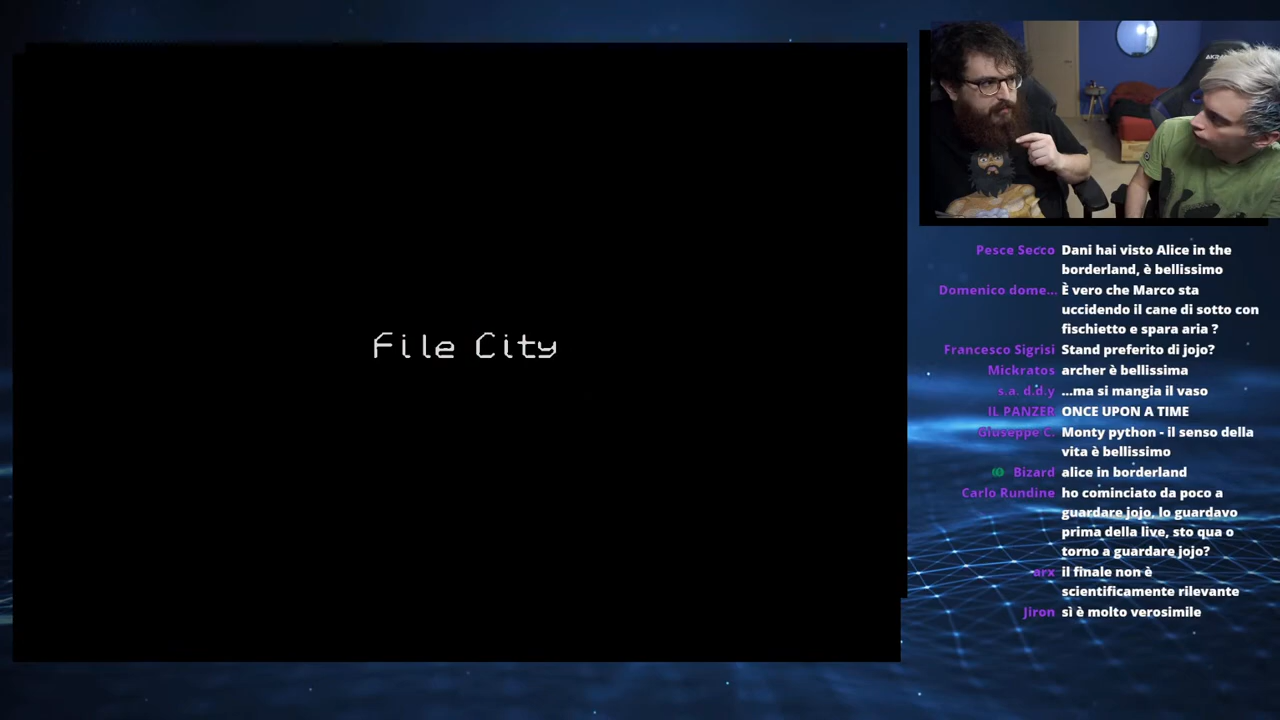 AKRA
File City
Pesce Secco Dani hai visto Alice in the
borderland, è bellissimo
Domenico dome... È vero che Marco sta
uccidendo il cane di sotto con
fischietto e spara aria ?
Francesco Sigrisi Stand preferito di jojo?
Mickratos archer è bellissima
s.a. d.d.y ...ma si mangia il vaso
IL PANZER ONCE UPON A TIME
Giuseppe C. Monty python - il senso della
vita è bellissimo
Bizard alice in borderland
Carlo Rundine ho cominciato da poco a
guardare jojo, lo guardavo
prima della live, sto qua o
torno a guardare jojo?
arx il finale non è
scientificamente rilevante
Jiron sì è molto verosimile